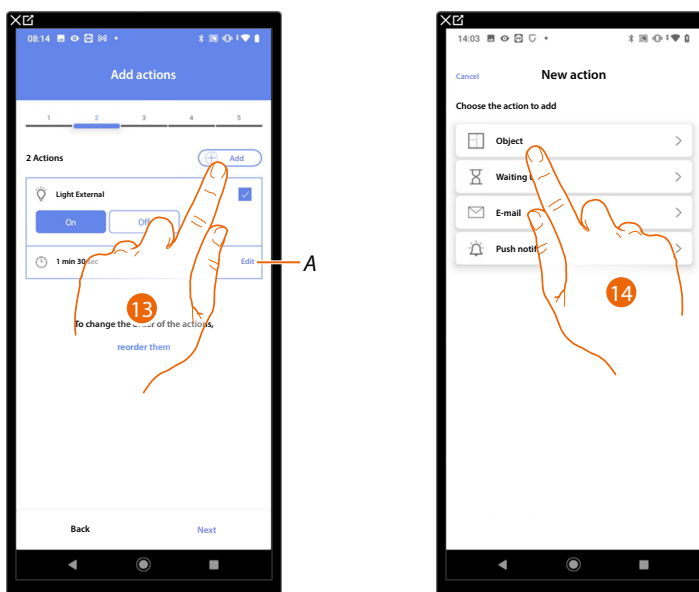 08:14
Add actions
1 2 3 4 5
2 Actions
Add
Light External
On Off
1 min 30 sec
Edit
A
13
To change the order of the actions,
reorder them
Back Next
14:03
Cancel New action
Choose the action to add
Object
Waiting
E-mail
Push notif
14